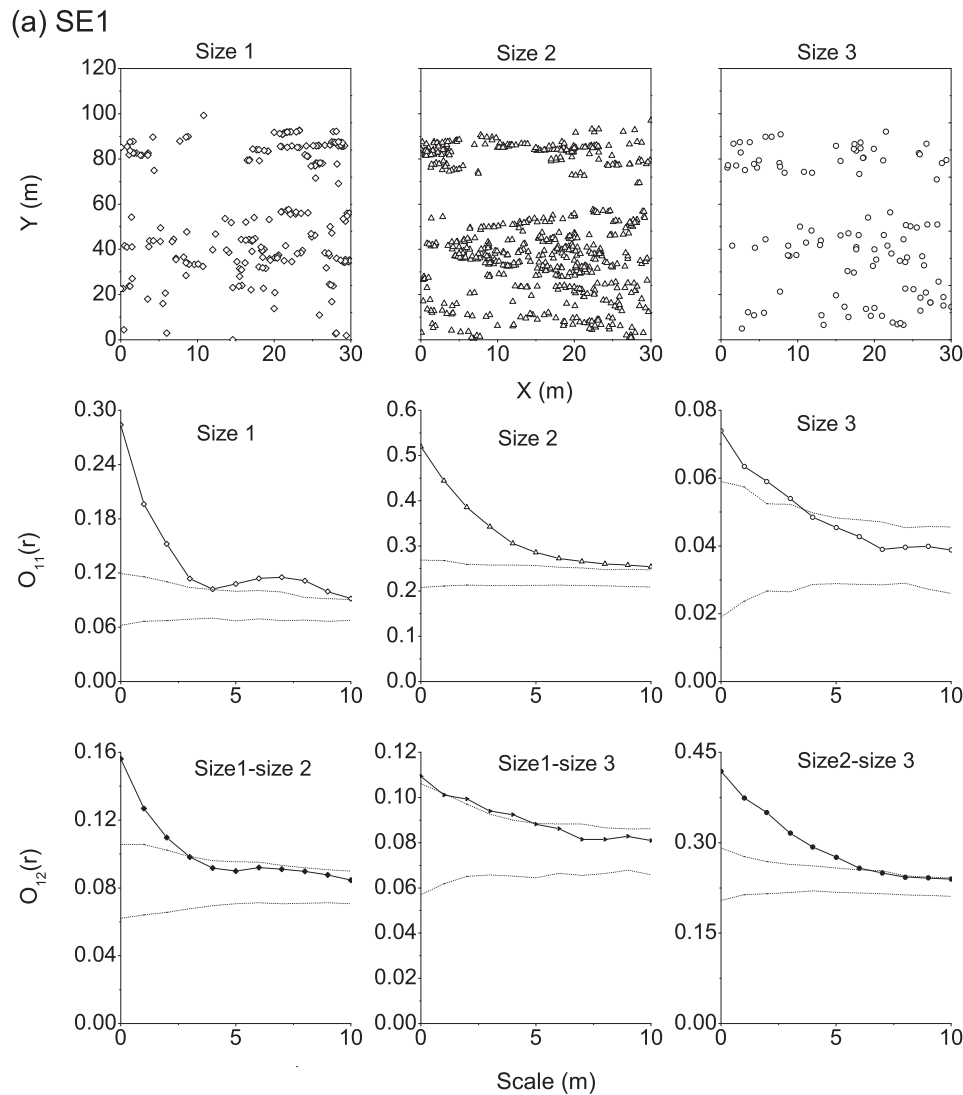 (a) SE1
Size 1
Size 2
Size 3
Y (m)
120
100
80
60
40
20
0
0 10 20 30
0 10 20 30
0 10 20 30
X (m)
O11(r)
Size 1
0.30
0.24
0.18
0.12
0.06
0.00
0 5 10
Size 2
0.6
0.5
0.4
0.3
0.2
0.1
0.0
0 5 10
Size 3
0.08
0.06
0.04
0.02
0.00
0 5 10
O12(r)
Size1-size 2
0.16
0.12
0.08
0.04
0.00
0 5 10
Size1-size 3
0.12
0.10
0.08
0.06
0.04
0.02
0.00
0 5 10
Size2-size 3
0.45
0.30
0.15
0.00
0 5 10
Scale (m)